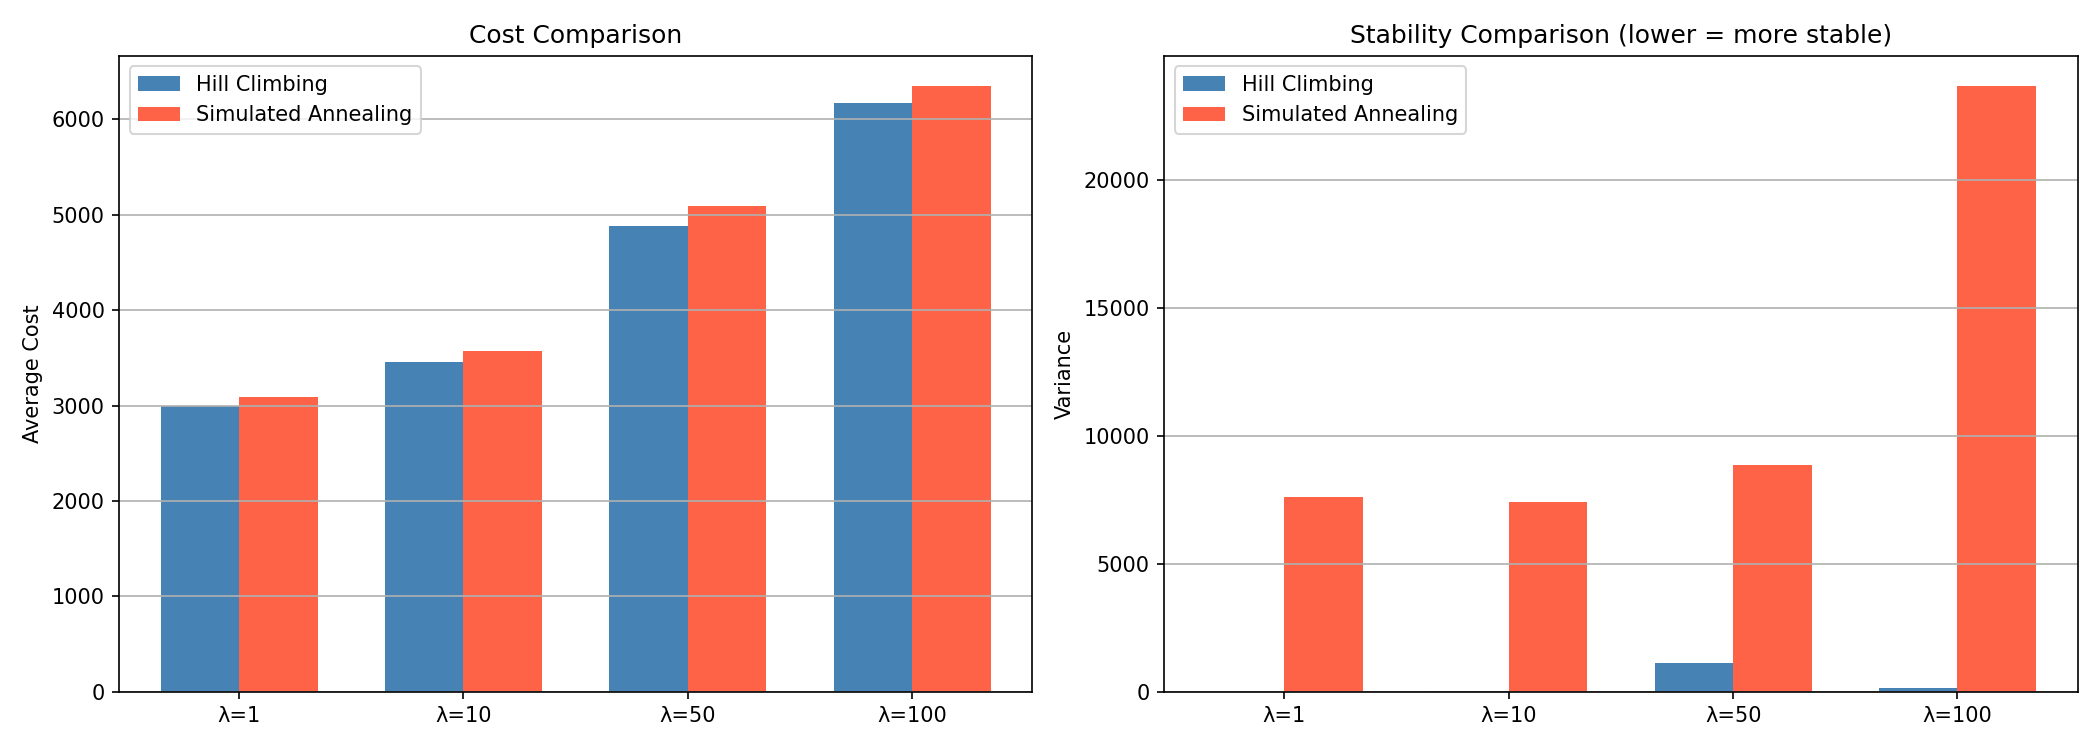 Cost Comparison
Hill Climbing
Simulated Annealing
Average Cost
6000
5000
4000
3000
2000
1000
0
λ=1
λ=10
λ=50
λ=100
Stability Comparison (lower = more stable)
Hill Climbing
Simulated Annealing
Variance
20000
15000
10000
5000
0
λ=1
λ=10
λ=50
λ=100